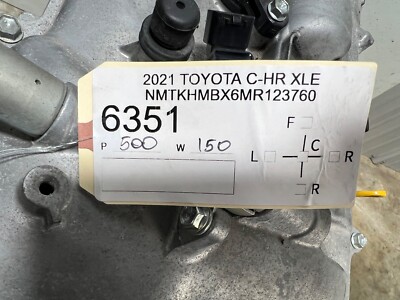 2021 TOYOTA C-HR XLE
NMTKHMBX6MR123760
6351
F
P 500 W 150
L C R
R